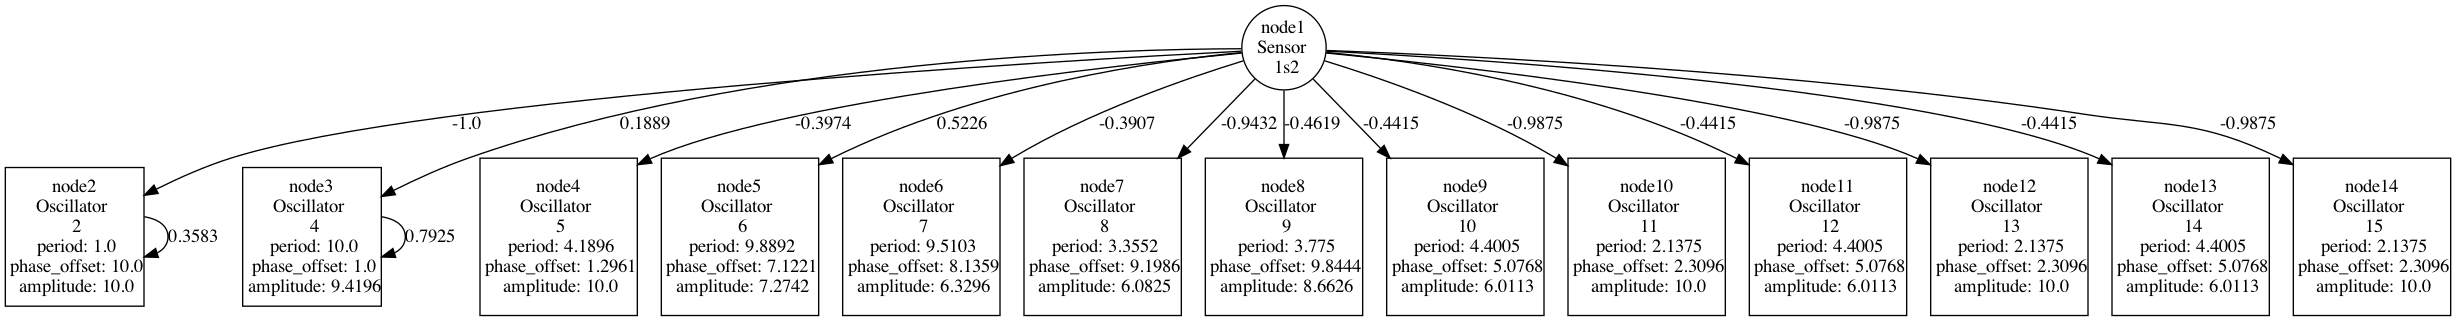 node1
Sensor
1s2
-1.0
0.1889
-0.3974
0.5226
-0.3907
-0.9432
-0.4619
-0.4415
-0.9875
-0.4415
-0.9875
-0.4415
-0.9875
node2
Oscillator
2
period: 1.0
phase_offset: 10.0
amplitude: 10.0
0.3583
node3
Oscillator
4
period: 10.0
phase_offset: 1.0
amplitude: 9.4196
0.7925
node4
Oscillator
5
period: 4.1896
phase_offset: 1.2961
amplitude: 10.0
node5
Oscillator
6
period: 9.8892
phase_offset: 7.1221
amplitude: 7.2742
node6
Oscillator
7
period: 9.5103
phase_offset: 8.1359
amplitude: 6.3296
node7
Oscillator
8
period: 3.3552
phase_offset: 9.1986
amplitude: 6.0825
node8
Oscillator
9
period: 3.775
phase_offset: 9.8444
amplitude: 8.6626
node9
Oscillator
10
period: 4.4005
phase_offset: 5.0768
amplitude: 6.0113
node10
Oscillator
11
period: 2.1375
phase_offset: 2.3096
amplitude: 10.0
node11
Oscillator
12
period: 4.4005
phase_offset: 5.0768
amplitude: 6.0113
node12
Oscillator
13
period: 2.1375
phase_offset: 2.3096
amplitude: 10.0
node13
Oscillator
14
period: 4.4005
phase_offset: 5.0768
amplitude: 6.0113
node14
Oscillator
15
period: 2.1375
phase_offset: 2.3096
amplitude: 10.0